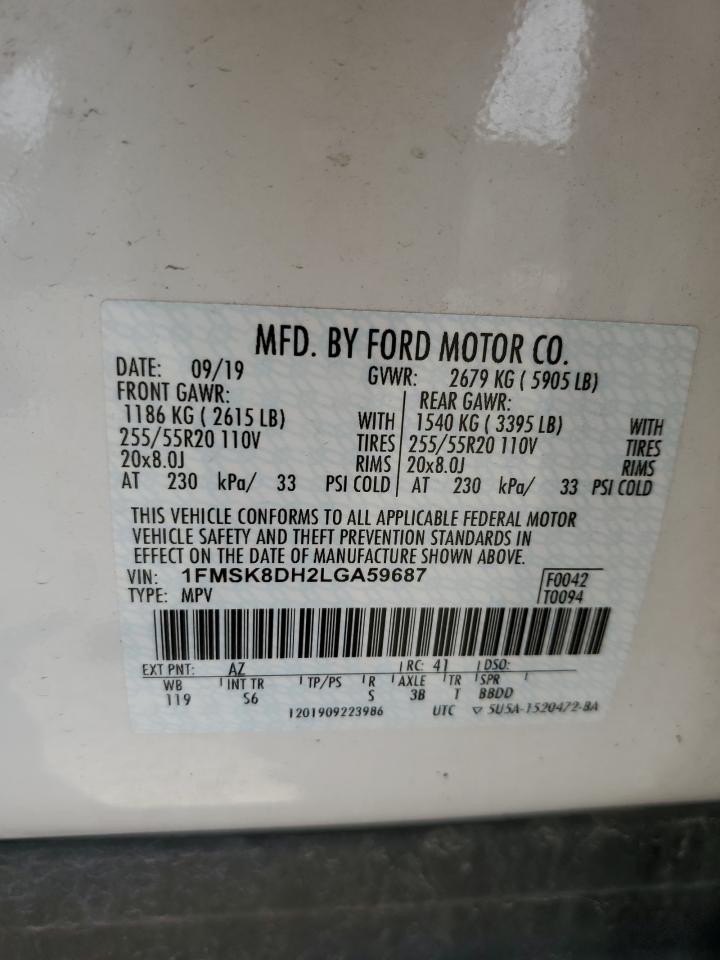 MFD. BY FORD MOTOR CO.
DATE: 09/19 GVWR: 2679 KG ( 5905 LB)
FRONT GAWR: REAR GAWR:
1186 KG ( 2615 LB) WITH 1540 KG ( 3395 LB) WITH
255/55R20 110V TIRES 255/55R20 110V TIRES
20x8.0J RIMS 20x8.0J RIMS
AT 230 kPa/ 33 PSI COLD AT 230 kPa/ 33 PSI COLD
THIS VEHICLE CONFORMS TO ALL APPLICABLE FEDERAL MOTOR
VEHICLE SAFETY AND THEFT PREVENTION STANDARDS IN
EFFECT ON THE DATE OF MANUFACTURE SHOWN ABOVE.
VIN: 1FMSK8DH2LGA59687 F0042
TYPE: MPV T0094
EXT PNT: AZ RC: 41 DSO:
WB INT TR TP/PS R AXLE TR SPR
119 S6 S 3B T BBDD
1201909223986 UTC ▽ 5U5A-1520472-BA